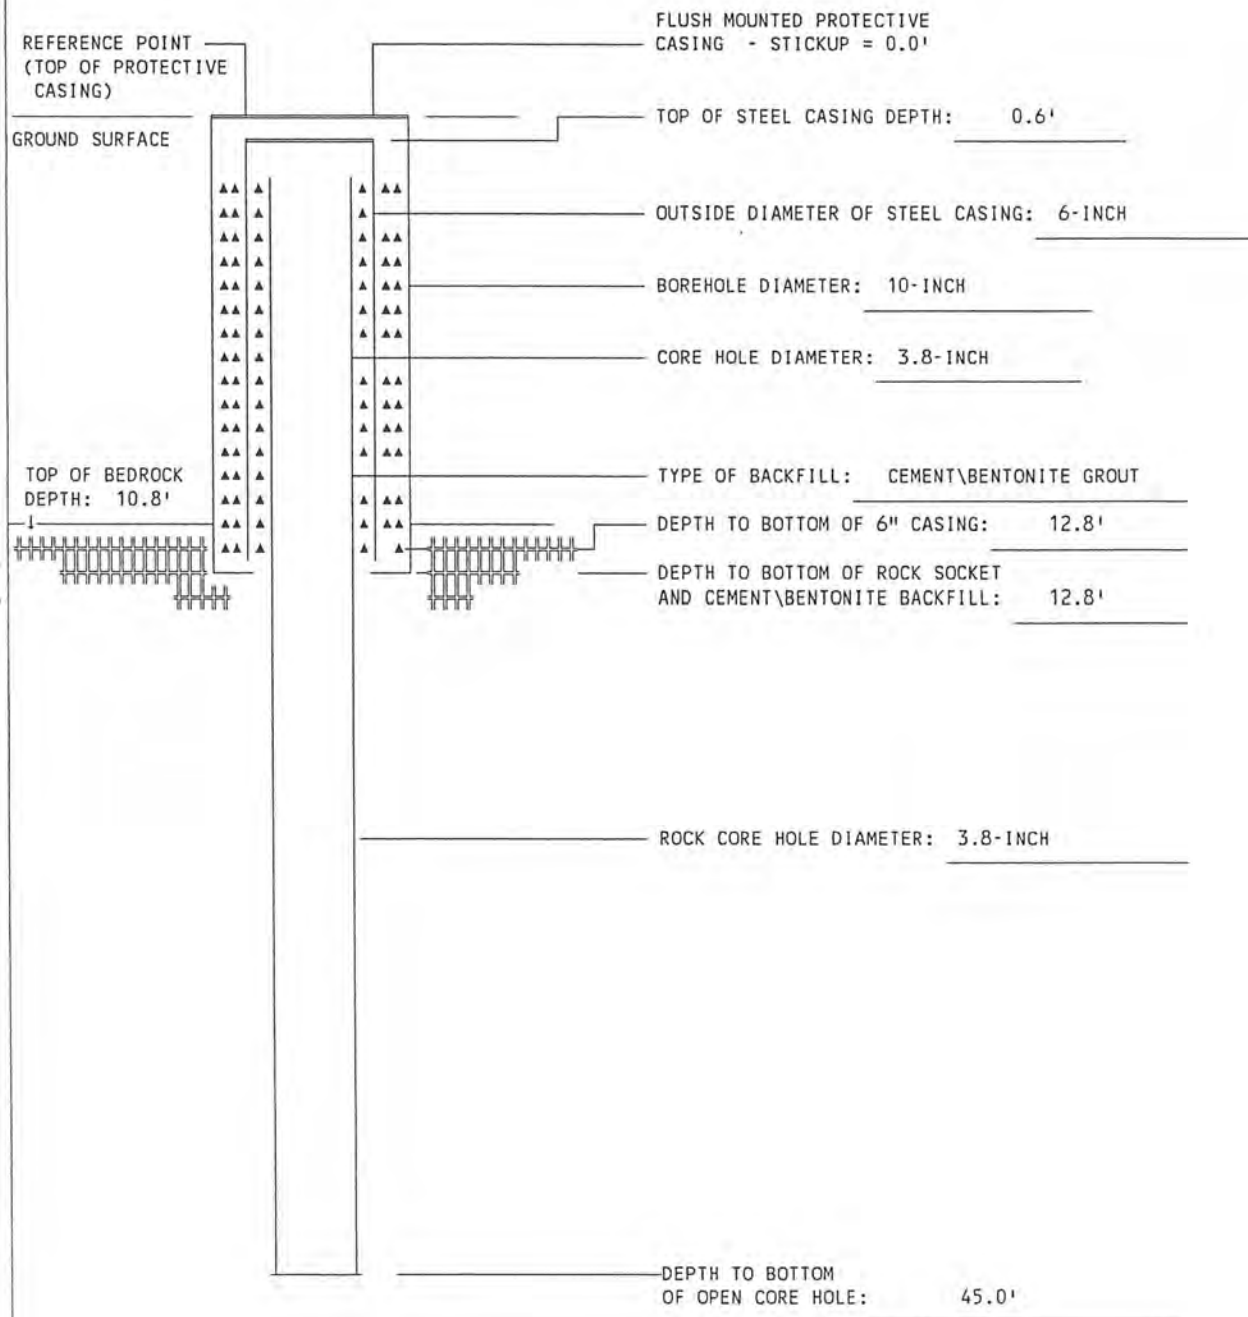 FLUSH MOUNTED PROTECTIVE
CASING - STICKUP = 0.0'
REFERENCE POINT
(TOP OF PROTECTIVE
CASING)
GROUND SURFACE
TOP OF STEEL CASING DEPTH: 0.6'
OUTSIDE DIAMETER OF STEEL CASING: 6-INCH
BOREHOLE DIAMETER: 10-INCH
CORE HOLE DIAMETER: 3.8-INCH
TOP OF BEDROCK
DEPTH: 10.8'
TYPE OF BACKFILL: CEMENT\BENTONITE GROUT
DEPTH TO BOTTOM OF 6" CASING: 12.8'
DEPTH TO BOTTOM OF ROCK SOCKET
AND CEMENT\BENTONITE BACKFILL: 12.8'
ROCK CORE HOLE DIAMETER: 3.8-INCH
DEPTH TO BOTTOM
OF OPEN CORE HOLE: 45.0'